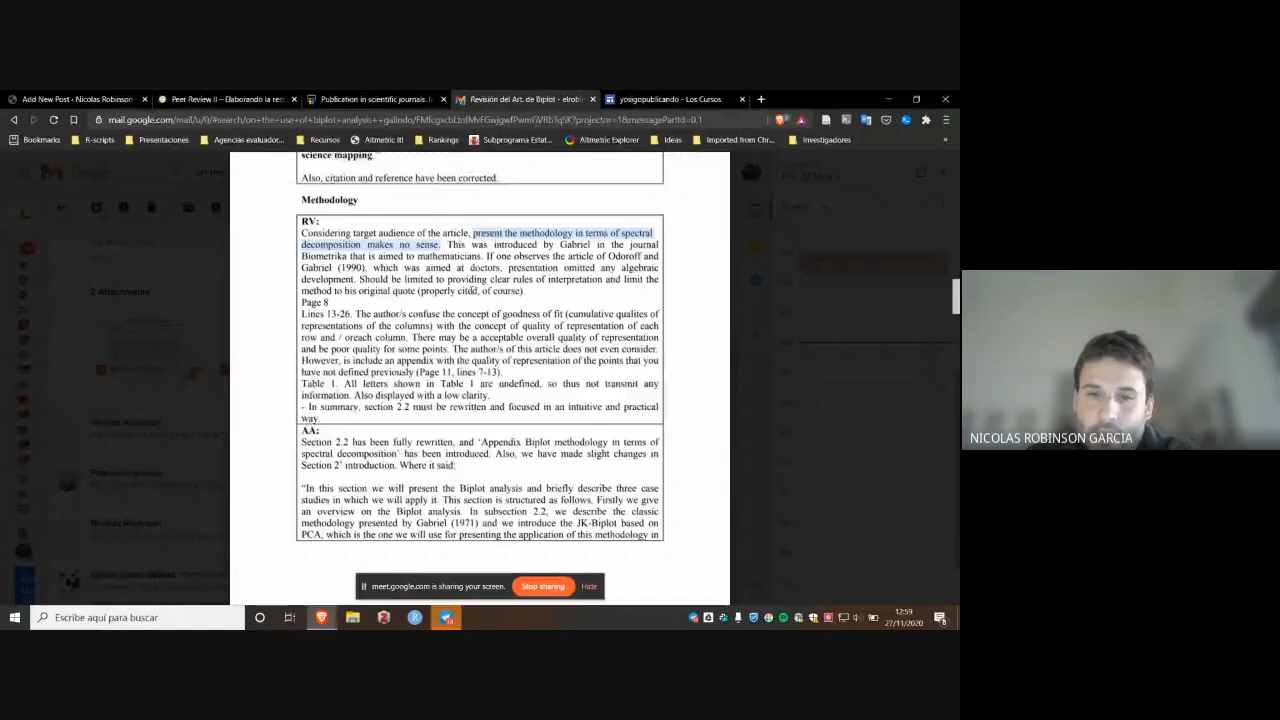 Add New Post ‹ Nicolas Robinson
Peer Review II – Elaborando la res
Publication in scientific journals. I
Revisión del Art. de Biplot - elrobin
yosigopublicando – Los Cursos
Bookmarks
R-scripts
Presentaciones
Agencias evaluador...
Recursos
Altmetric it!
Rankings
Subprograma Estat...
Altmetric Explorer
Ideas
Imported from Chr...
Investigadores
science mapping.
Also, citation and reference have been corrected.
Methodology
RV:
Considering target audience of the article, present the methodology in terms of spectral
decomposition makes no sense. This was introduced by Gabriel in the journal
Biometrika that is aimed to mathematicians. If one observes the article of Odoroff and
Gabriel (1990), which was aimed at doctors, presentation omitted any algebraic
development. Should be limited to providing clear rules of interpretation and limit the
method to his original quote (properly cited, of course).
Page 8
Lines 13-26. The author/s confuse the concept of goodness of fit (cumulative qualites of
representations of the columns) with the concept of quality of representation of each
row and / oreach column. There may be a acceptable overall quality of representation
and be poor quality for some points. The author/s of this article does not even consider.
However, is include an appendix with the quality of representation of the points that you
have not defined previously (Page 11, lines 7-13).
Table 1. All letters shown in Table 1 are undefined, so thus not transmit any
information. Also displayed with a low clarity.
- In summary, section 2.2 must be rewritten and focused in an intuitive and practical
way.
AA:
Section 2.2 has been fully rewritten, and 'Appendix Biplot methodology in terms of
spectral decomposition' has been introduced. Also, we have made slight changes in
Section 2' introduction. Where it said:
"In this section we will present the Biplot analysis and briefly describe three case
studies in which we will apply it. This section is structured as follows. Firstly we give
an overview on the Biplot analysis. In subsection 2.2, we describe the classic
methodology presented by Gabriel (1971) and we introduce the JK-Biplot based on
PCA, which is the one we will use for presenting the application of this methodology in
2 Attachments
Nicolas Robinson
Nicolas Robinson
meet.google.com is sharing your screen.
Stop sharing
Hide
NICOLAS ROBINSON GARCIA
Escribe aquí para buscar
12:59
27/11/2020